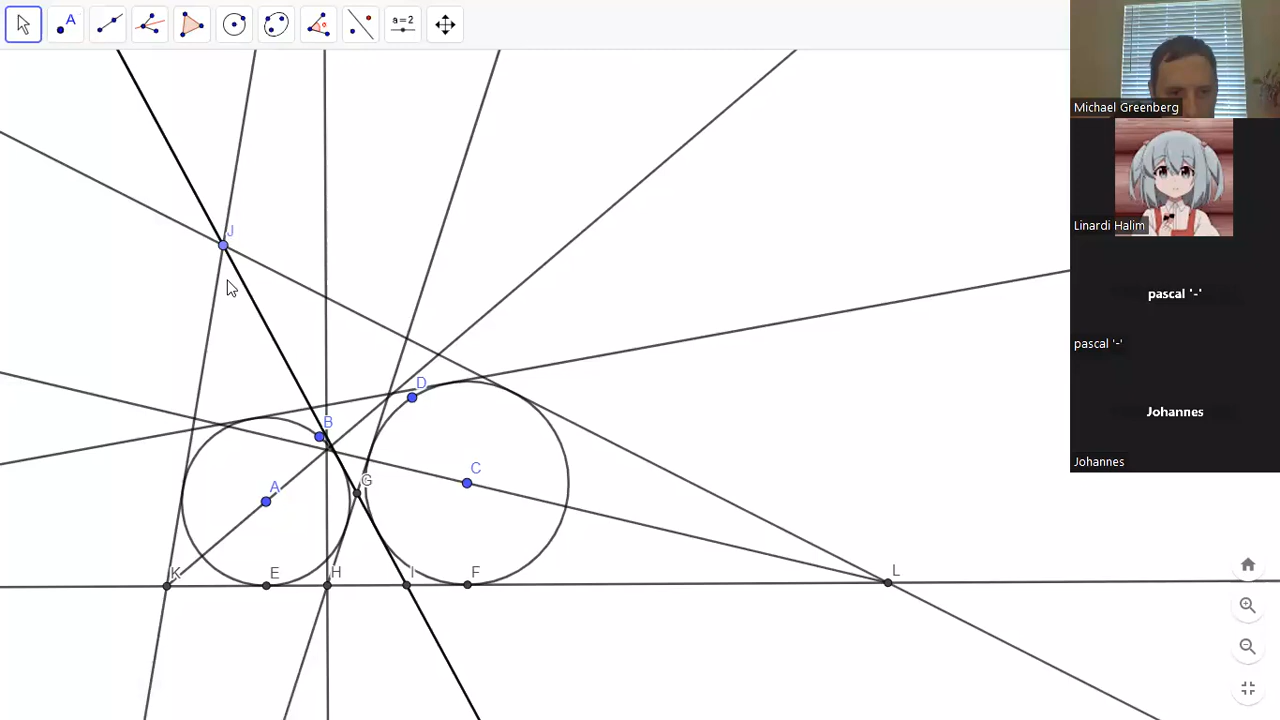 A
a=2
J
B
D
G
C
A
K
E
H
I
F
L
Michael Greenberg
Linardi Halim
pascal '-'
pascal '-'
Johannes
Johannes